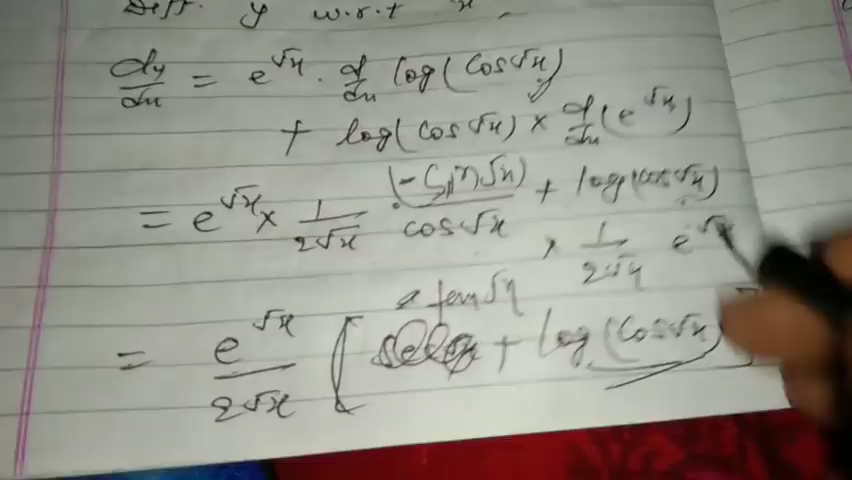 Diff. y w.r.t x.
dy/dx = e^√x . d/dx log(cos√x)
+ log(cos√x) × d/dx (e^√x)
= e^√x × 1/2√x (-Sin√x)/cos√x + log(cos√x)
× 1/2√x e^√x
= e^√x/2√x [ tan√x + log(cos√x) ]